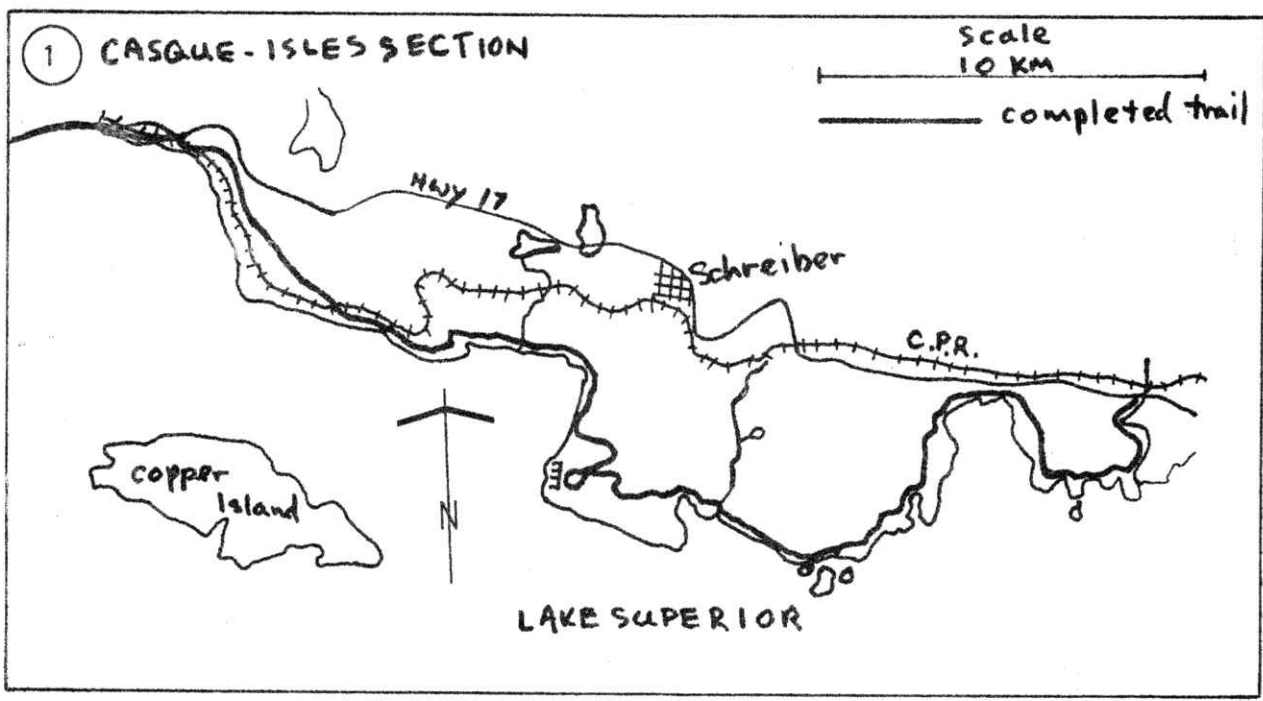 1 CASQUE-ISLES SECTION
Scale
10 KM
completed trail
HWY 17
Schreiber
C.P.R.
Copper
Island
N
LAKE SUPERIOR